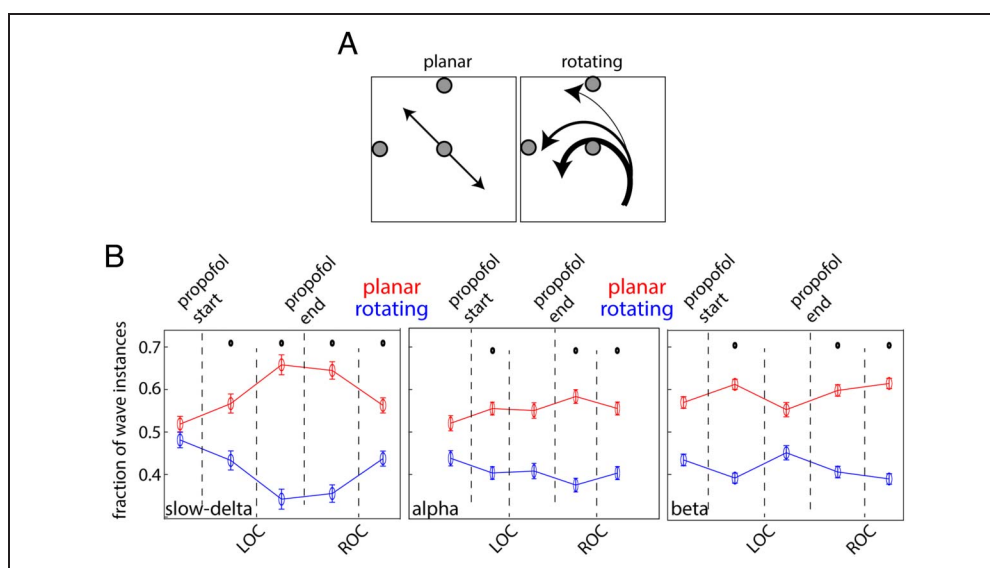 A
planar
rotating
B
propofol
start
propofol
end
planar
rotating
propofol
start
propofol
end
planar
rotating
propofol
start
propofol
end
fraction of wave instances
0.7
0.6
0.5
0.4
slow-delta
alpha
beta
LOC
ROC
LOC
ROC
LOC
ROC